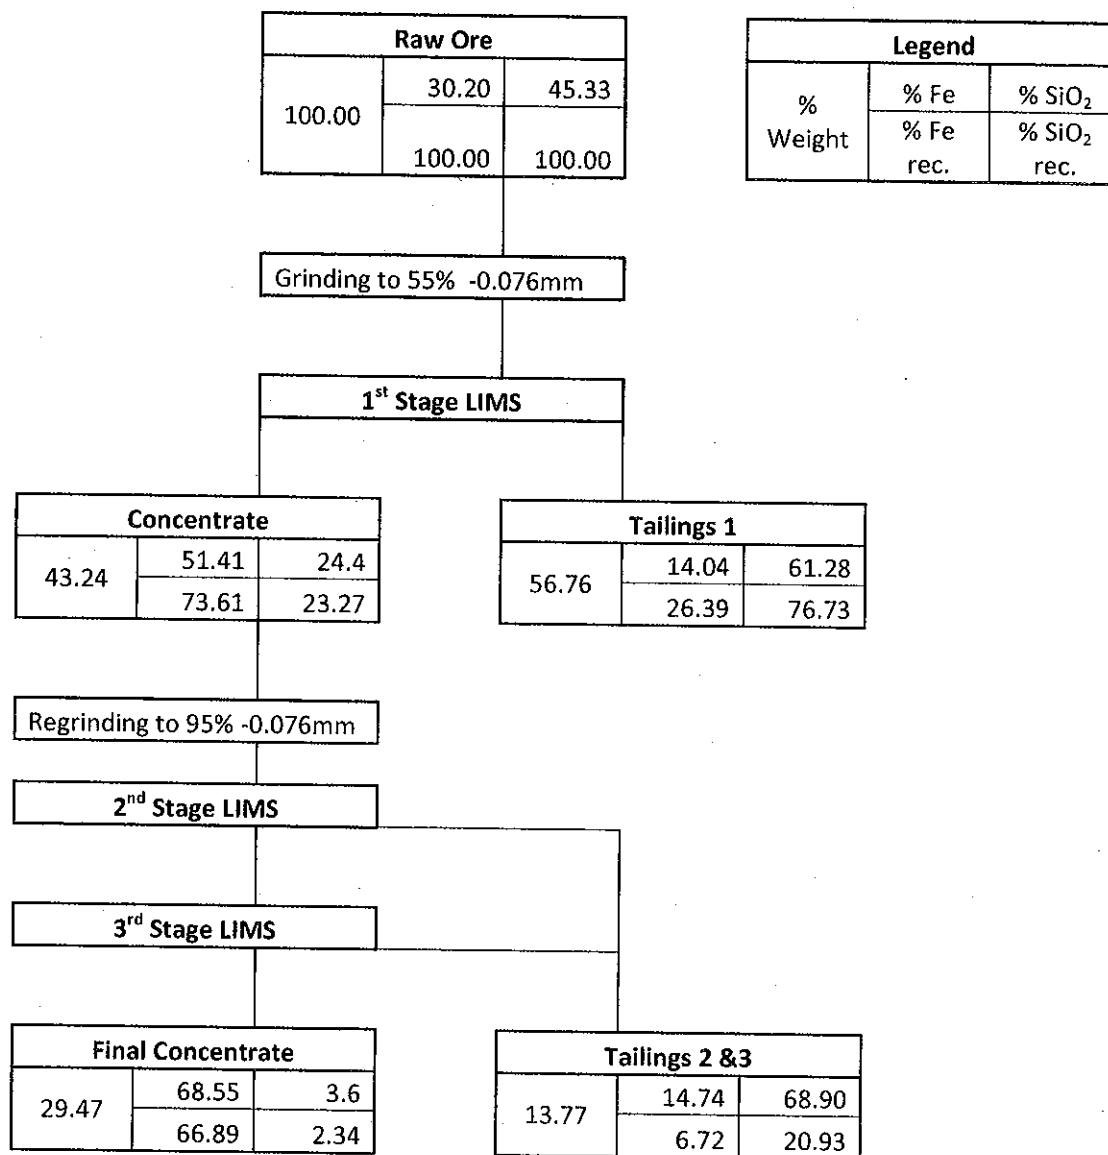 Raw Ore
100.00
30.20 45.33
100.00 100.00
Legend
% Weight
% Fe % SiO₂
% Fe rec. % SiO₂ rec.
Grinding to 55% -0.076mm
1st Stage LIMS
Concentrate
43.24
51.41 24.4
73.61 23.27
Tailings 1
56.76
14.04 61.28
26.39 76.73
Regrinding to 95% -0.076mm
2nd Stage LIMS
3rd Stage LIMS
Final Concentrate
29.47
68.55 3.6
66.89 2.34
Tailings 2 &3
13.77
14.74 68.90
6.72 20.93